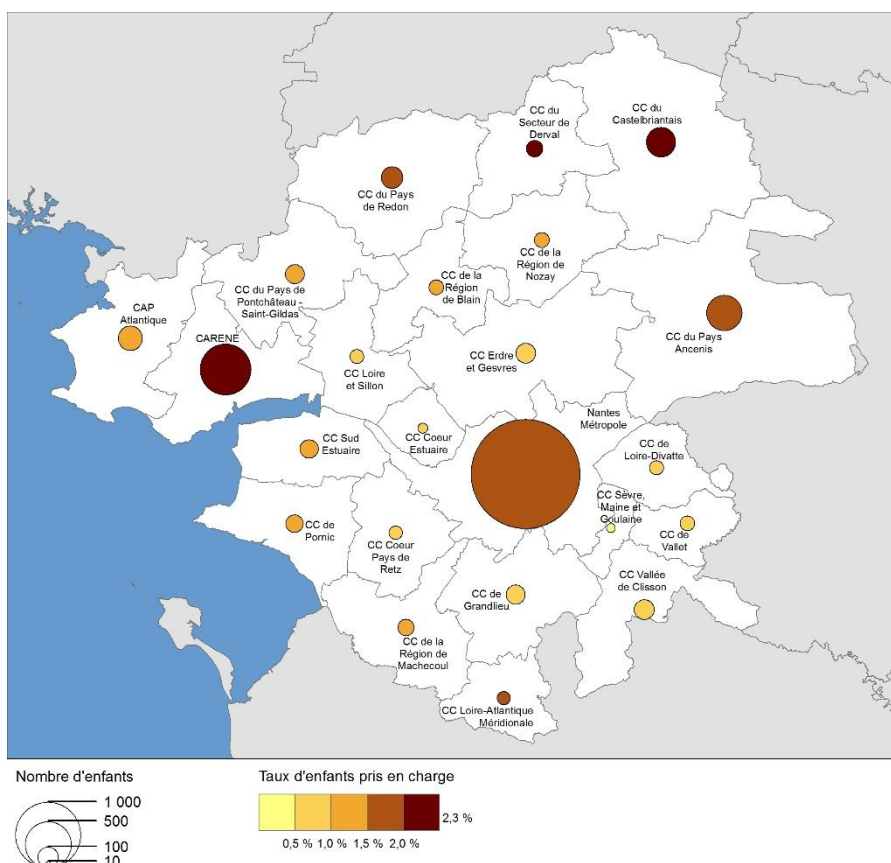 CC du
Secteur de
Derval
CC du
Castelbriantais
CC du Pays
de Redon
CC de la
Région de
Nozay
CC du Pays de
Pontchâteau -
Saint-Gildas
CC de la
Région
de Blain
CAP
Atlantique
CARENE
CC Loire
et Sillon
CC Erdre
et Gesvres
CC du Pays
Ancenis
Nantes
Métropole
CC Coeur
Estuaire
CC Sud
Estuaire
CC de
Loire-Divatte
CC Sèvre,
Maine et
Goulaine
CC de
Vallet
CC de
Pornic
CC Coeur
Pays de
Retz
CC de
Grandlieu
CC Vallée
de Clisson
CC de la
Région de
Machecoul
CC Loire-Atlantique
Méridionale
Nombre d'enfants
1 000
500
100
10
Taux d'enfants pris en charge
2,3 %
0,5 % 1,0 % 1,5 % 2,0 %